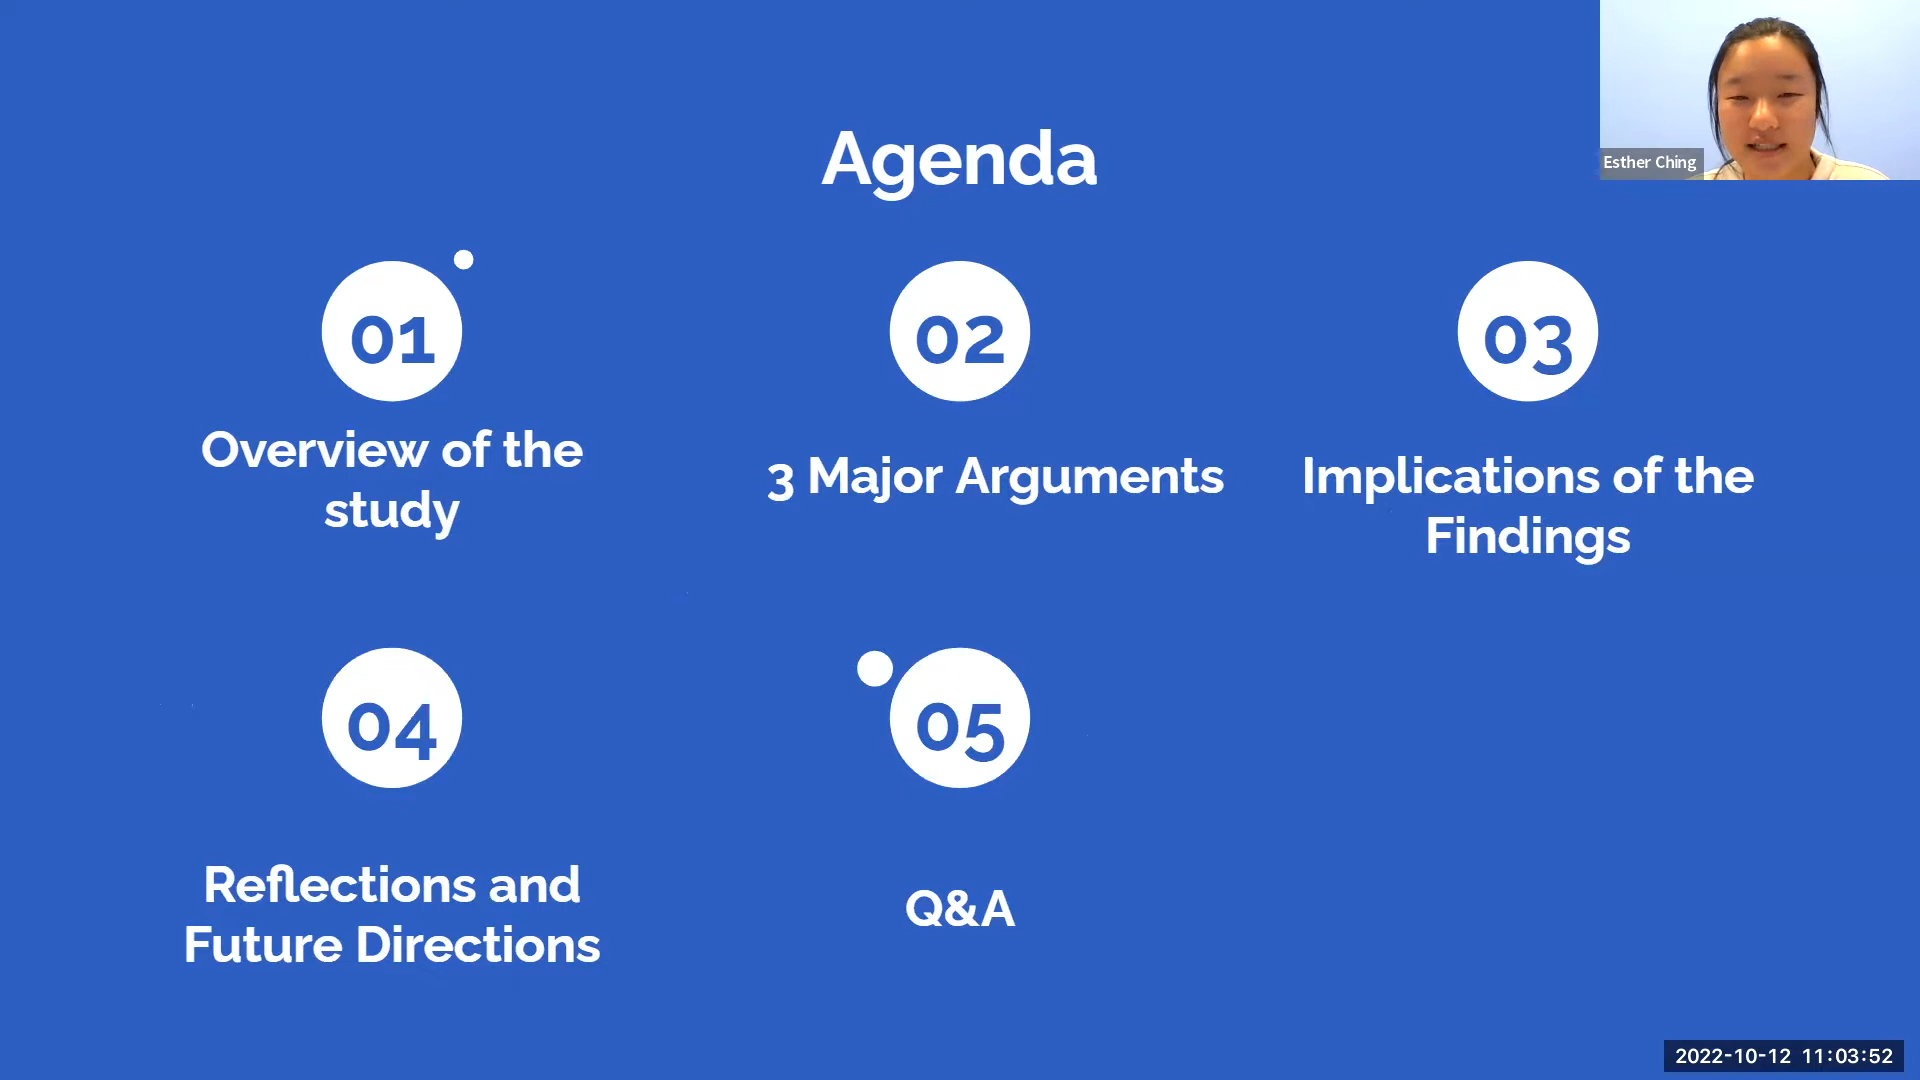 Agenda
Esther Ching
01
02
03
Overview of the
study
3 Major Arguments
Implications of the
Findings
04
05
Reflections and
Future Directions
Q&A
2022-10-12 11:03:52